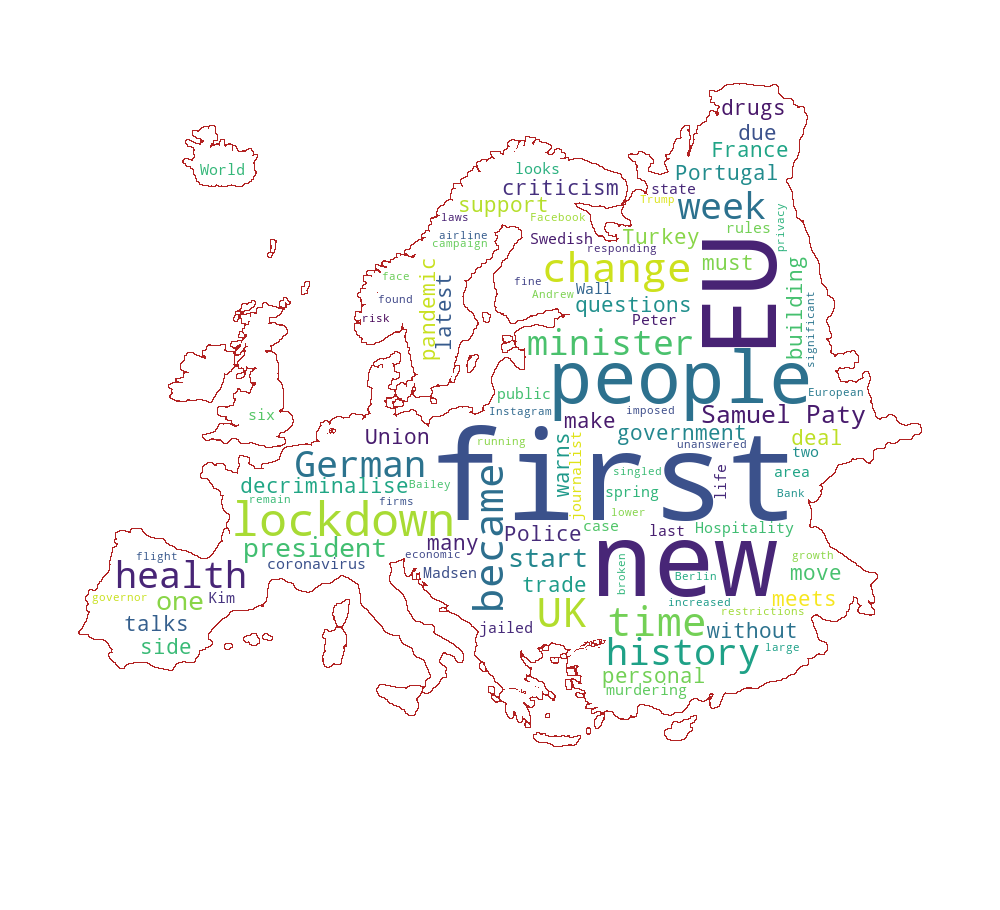 drugs
due
France
World
looks
Portugal
criticism
state
support
Trump
week
laws
Facebook
rules
privacy
airline
Swedish
Turkey
campaign
responding
EU
must
change
face
pandemic
latest
fine
Wall
building
found
Andrew
questions
significant
risk
Peter
minister
people
public
European
Instagram
make
imposed
Samuel Paty
six
Union
running
warns
journalist
government
unanswered
deal
German
first
two
decriminalise
Bailey
became
singled
life
area
remain
firms
spring
Bank
lockdown
lower
case
last
Hospitality
president
many
Police
new
flight
economic
start
broken
growth
health
coronavirus
Madsen
trade
Berlin
move
governor
one
Kim
UK
increased
meets
restrictions
talks
jailed
time
without
side
history
large
personal
murdering